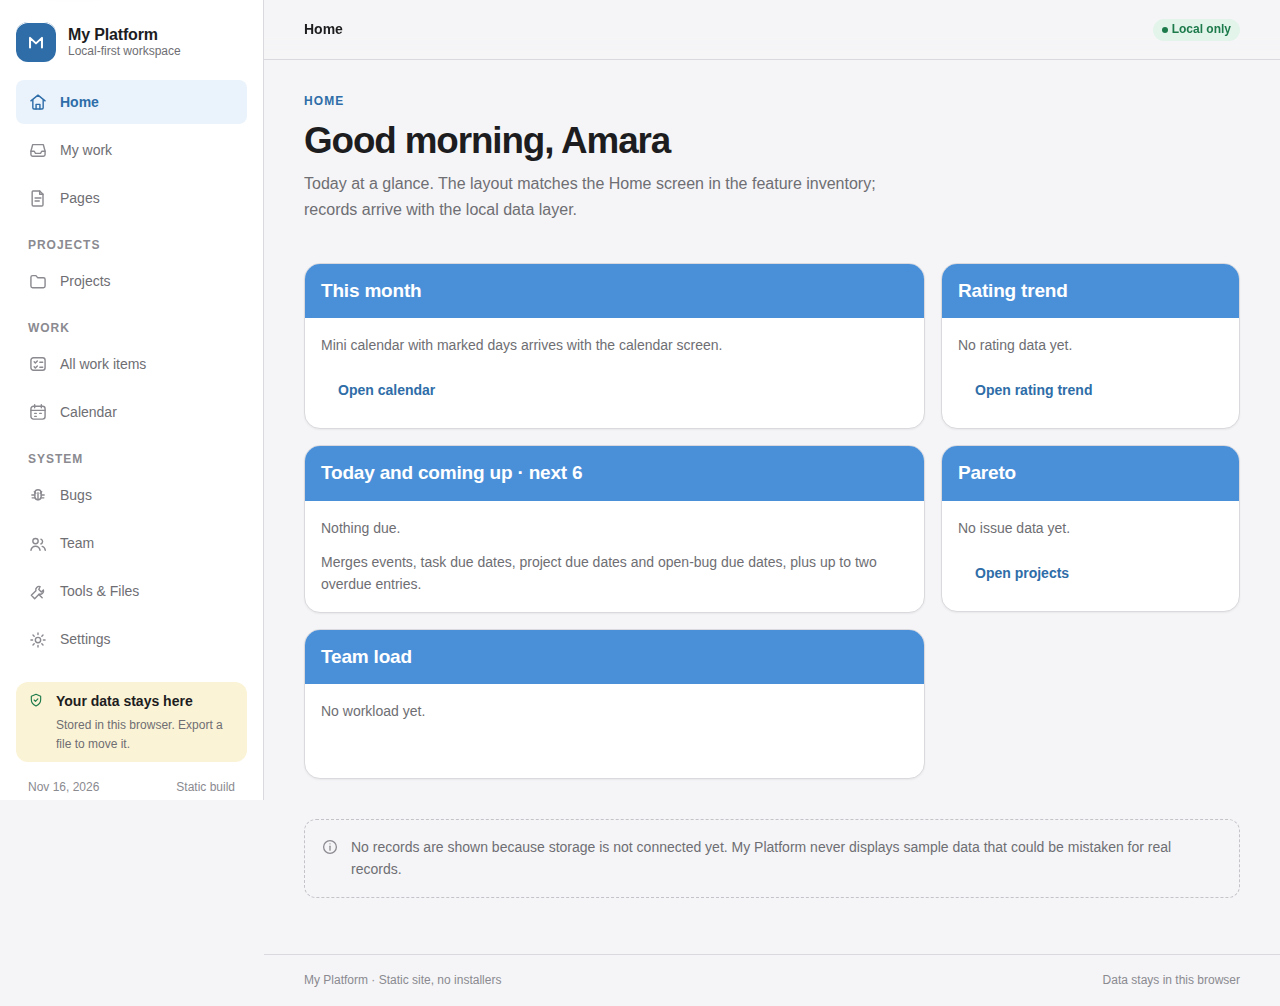 My Platform
Local-first workspace
Home
My work
Pages
PROJECTS
Projects
WORK
All work items
Calendar
SYSTEM
Bugs
Team
Tools & Files
Settings
Your data stays here
Stored in this browser. Export a
file to move it.
Nov 16, 2026
Static build
Home
Local only
HOME
Good morning, Amara
Today at a glance. The layout matches the Home screen in the feature inventory;
records arrive with the local data layer.
This month
Mini calendar with marked days arrives with the calendar screen.
Open calendar
Rating trend
No rating data yet.
Open rating trend
Today and coming up · next 6
Nothing due.
Merges events, task due dates, project due dates and open-bug due dates, plus up to two
overdue entries.
Pareto
No issue data yet.
Open projects
Team load
No workload yet.
No records are shown because storage is not connected yet. My Platform never displays sample data that could be mistaken for real
records.
My Platform · Static site, no installers
Data stays in this browser